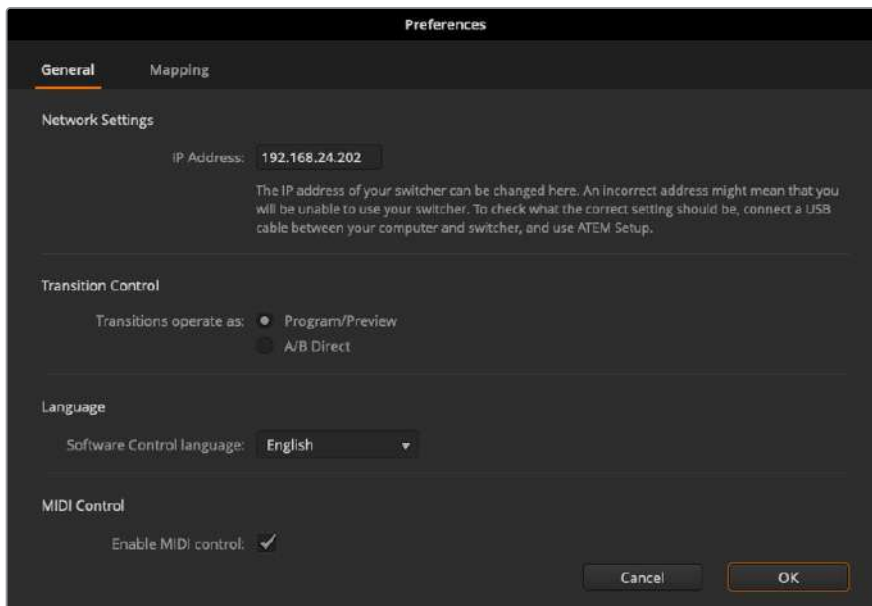 Preferences
General Mapping
Network Settings
IP Address: 192.168.24.202
The IP address of your switcher can be changed here. An incorrect address might mean that you
will be unable to use your switcher. To check what the correct setting should be, connect a USB
cable between your computer and switcher, and use ATEM Setup.
Transition Control
Transitions operate as: Program/Preview
A/B Direct
Language
Software Control language: English
MIDI Control
Enable MIDI control:
Cancel OK